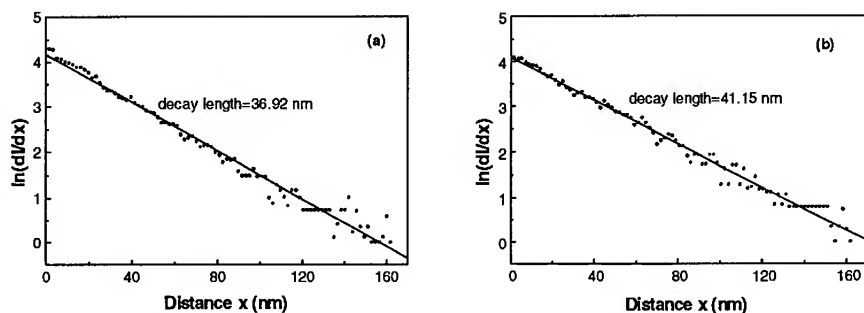 (a)
5
4
3
2
1
0
ln(dI/dx)
decay length=36.92 nm
0 40 80 120 160
Distance x (nm)
(b)
5
4
3
2
1
0
ln(dI/dx)
decay length=41.15 nm
0 40 80 120 160
Distance x (nm)